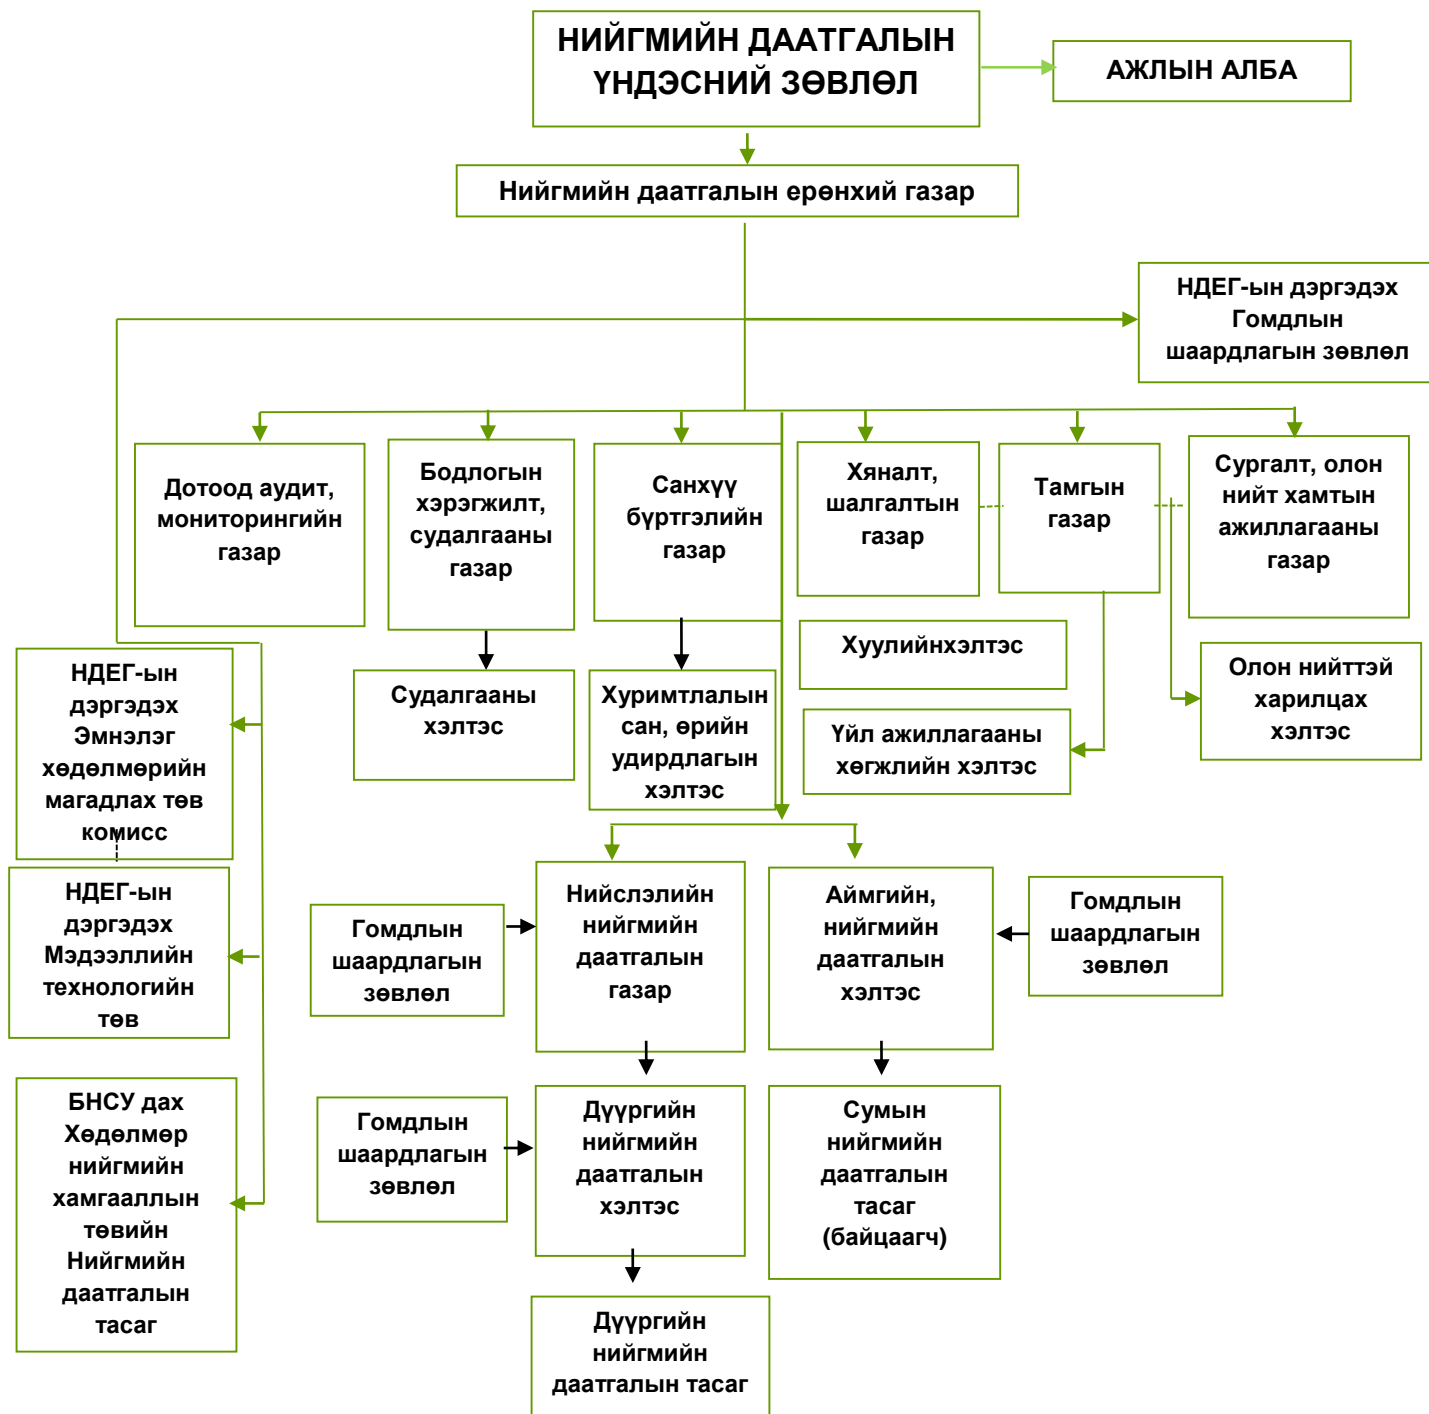 НИЙГМИЙН ДААТГАЛЫН
ҮНДЭСНИЙ ЗӨВЛӨЛ
АЖЛЫН АЛБА
Нийгмийн даатгалын ерөнхий газар
НДЕГ-ын дэргэдэх
Гомдлын
шаардлагын зөвлөл
Дотоод аудит,
мониторингийн
газар
Бодлогын
хэрэгжилт,
судалгааны
газар
Санхүү
бүртгэлийн
газар
Хяналт,
шалгалтын
газар
Тамгын
газар
Сургалт, олон
нийт хамтын
ажиллагааны
газар
НДЕГ-ын
дэргэдэх
Эмнэлэг
хөдөлмөрийн
магадлах төв
комисс
Судалгааны
хэлтэс
Хуримтлалын
сан, өрийн
удирдлагын
хэлтэс
Хуулийнхэлтэс
Үйл ажиллагааны
хөгжлийн хэлтэс
Олон нийттэй
харилцах
хэлтэс
НДЕГ-ын
дэргэдэх
Мэдээллийн
технологийн
төв
Гомдлын
шаардлагын
зөвлөл
Нийслэлийн
нийгмийн
даатгалын
газар
Аймгийн,
нийгмийн
даатгалын
хэлтэс
Гомдлын
шаардлагын
зөвлөл
БНСУ дах
Хөдөлмөр
нийгмийн
хамгааллын
төвийн
Нийгмийн
даатгалын
тасаг
Гомдлын
шаардлагын
зөвлөл
Дүүргийн
нийгмийн
даатгалын
хэлтэс
Сумын
нийгмийн
даатгалын
тасаг
(байцаагч)
Дүүргийн
нийгмийн
даатгалын тасаг